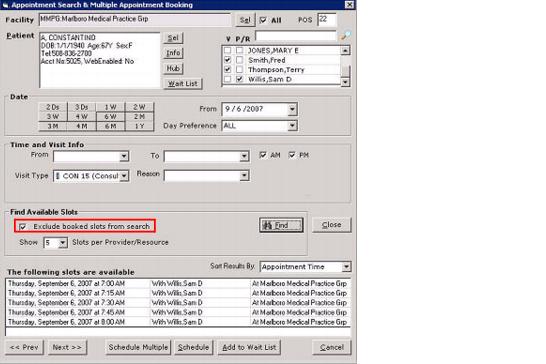 Appointment Search & Multiple Appointment Booking
Facility MMPG:Marlboro Medical Practice Grp Sel All POS 22
Patient
A, CONSTANTINO
DOB:1/1/1940 Age:67Y Sex:F
Tel:508-836-2700
Acct No:5025, WebEnabled: No
Sel
Info
Hub
Wait List
V P/R
JONES,MARY E
Smith,Fred
Thompson,Terry
Willis,Sam D
Date
2 Ds 3 Ds 1 W 2 W
3 W 4 W 6 W 2 M
3 M 4 M 6 M 1 Y
From 9 / 6 /2007
Day Preference ALL
Time and Visit Info
From To AM PM
Visit Type CON 15 (Consul Reason
Find Available Slots
Exclude booked slots from search
Find Close
Show 5 Slots per Provider/Resource
Sort Results By: Appointment Time
The following slots are available
Thursday, September 6, 2007 at 7:00 AM With Willis,Sam D At Marlboro Medical Practice Grp
Thursday, September 6, 2007 at 7:15 AM With Willis,Sam D At Marlboro Medical Practice Grp
Thursday, September 6, 2007 at 7:30 AM With Willis,Sam D At Marlboro Medical Practice Grp
Thursday, September 6, 2007 at 7:45 AM With Willis,Sam D At Marlboro Medical Practice Grp
Thursday, September 6, 2007 at 8:00 AM With Willis,Sam D At Marlboro Medical Practice Grp
<< Prev Next >> Schedule Multiple Schedule Add to Wait List Cancel